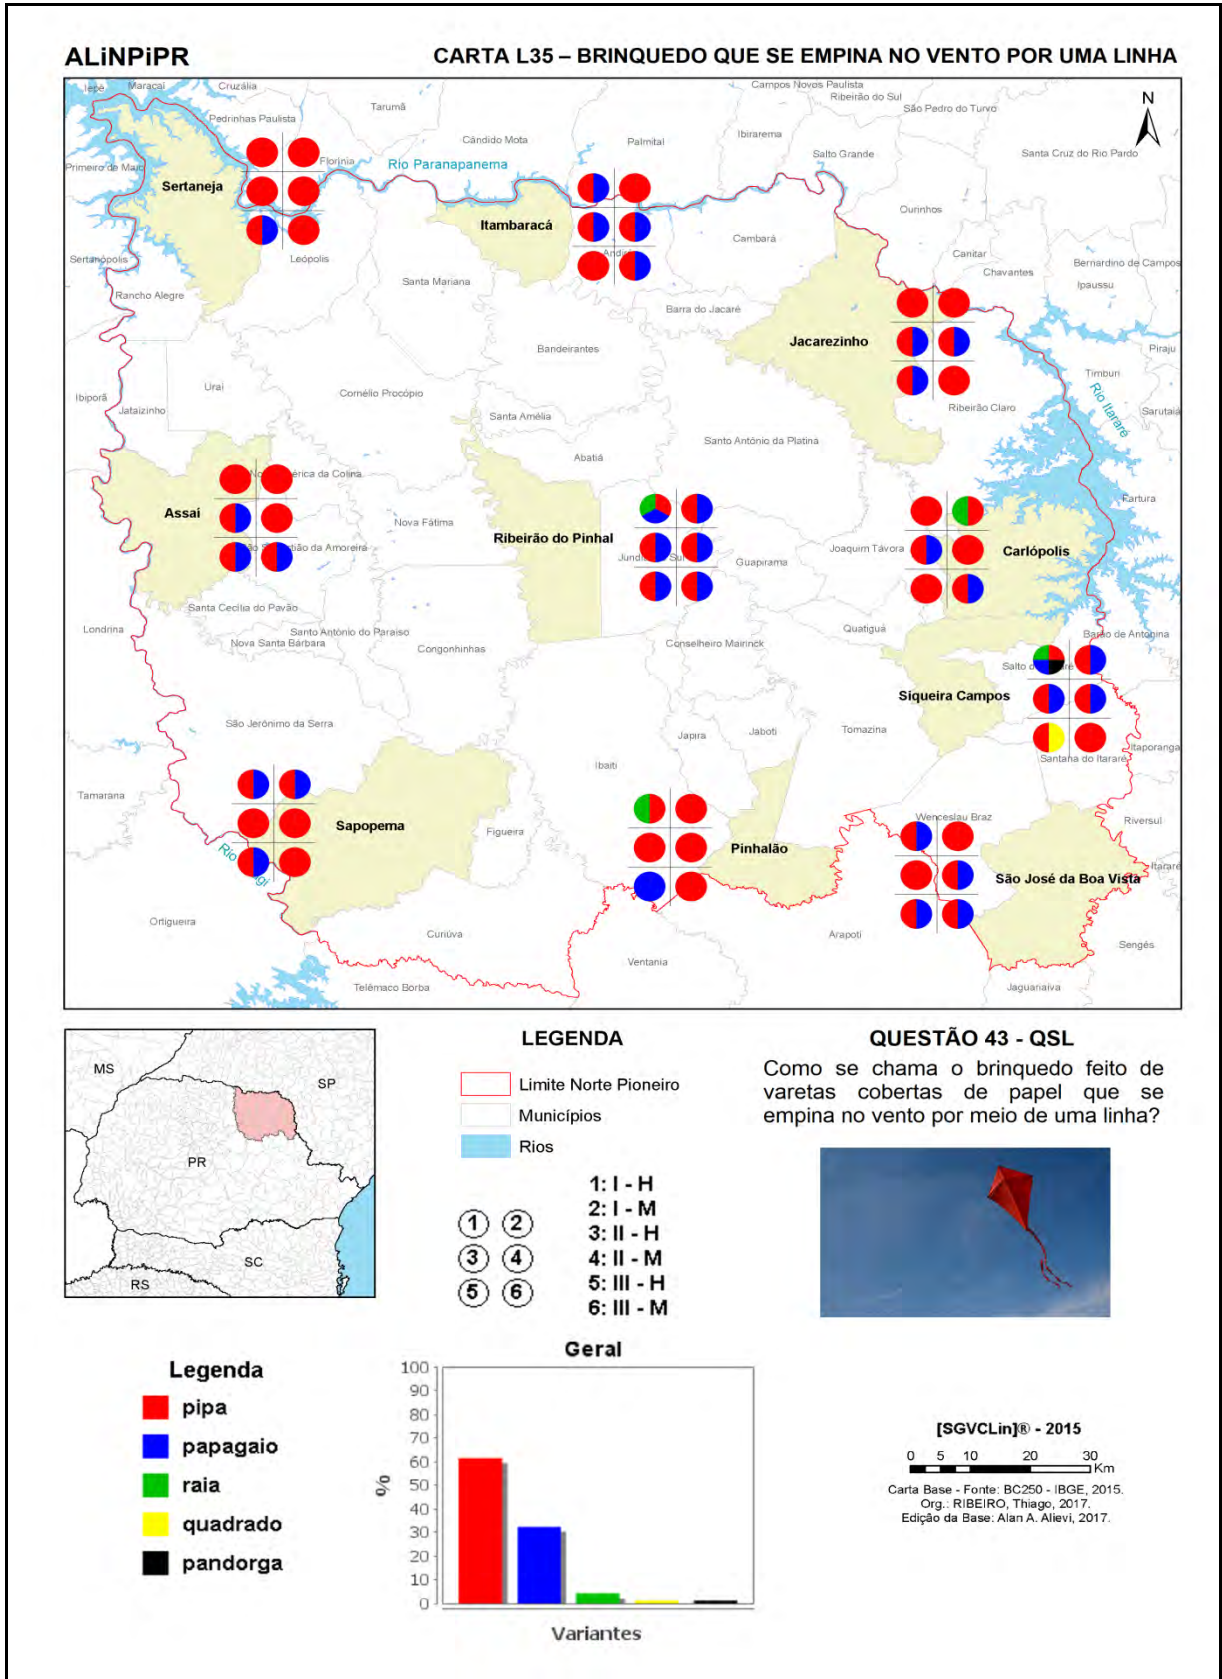 ALiNPiPR
CARTA L35 – BRINQUEDO QUE SE EMPINA NO VENTO POR UMA LINHA
Iepê
Maracaí
Cruzália
Pedrinhas Paulista
Tarumã
Florínia
Cândido Mota
Palmital
Campos Novos Paulista
Ribeirão do Sul
Ibirarema
São Pedro do Turvo
Salto Grande
Santa Cruz do Rio Pardo
N
Primeiro de Maio
Sertaneja
Rio Paranapanema
Itambaracá
Ourinhos
Cambará
Canitar
Chavantes
Bernardino de Campos
Ipaussu
Sertanópolis
Leópolis
Andirá
Santa Mariana
Rancho Alegre
Barra do Jacaré
Jacarezinho
Bandeirantes
Piraju
Timburi
Rio Itararé
Sarutaiá
Ibiporã
Jataizinho
Uraí
Cornélio Procópio
Santa Amélia
Ribeirão Claro
Santo Antônio da Platina
Abatiá
Assaí
Nova Fátima
Ribeirão do Pinhal
Guapirama
Joaquim Távora
Carlópolis
Fartura
Santa Cecília do Pavão
Santo Antônio do Paraíso
Nova Santa Bárbara
Londrina
Congonhinhas
Conselheiro Mairinck
Quatiguá
Barão de Antonina
Siqueira Campos
São Jerônimo da Serra
Tomazina
Japira
Jaboti
Ibaiti
Santana do Itararé
Itaporanga
Tamarana
Sapopema
Figueira
Pinhalão
Wenceslau Braz
Riversul
Itararé
São José da Boa Vista
Ortigueira
Curiúva
Ventania
Arapoti
Sengés
Telêmaco Borba
Jaguariaíva
MS
SP
PR
SC
RS
LEGENDA
Limite Norte Pioneiro
Municípios
Rios
1 2
3 4
5 6
1: I - H
2: I - M
3: II - H
4: II - M
5: III - H
6: III - M
QUESTÃO 43 - QSL
Como se chama o brinquedo feito de
varetas cobertas de papel que se
empina no vento por meio de uma linha?
Legenda
pipa
papagaio
raia
quadrado
pandorga
Geral
100
90
80
70
60
50
40
30
20
10
0
%
Variantes
[SGVCLin]® - 2015
0 5 10 20 30
Km
Carta Base - Fonte: BC250 - IBGE, 2015.
Org.: RIBEIRO, Thiago, 2017.
Edição da Base: Alan A. Alievi, 2017.